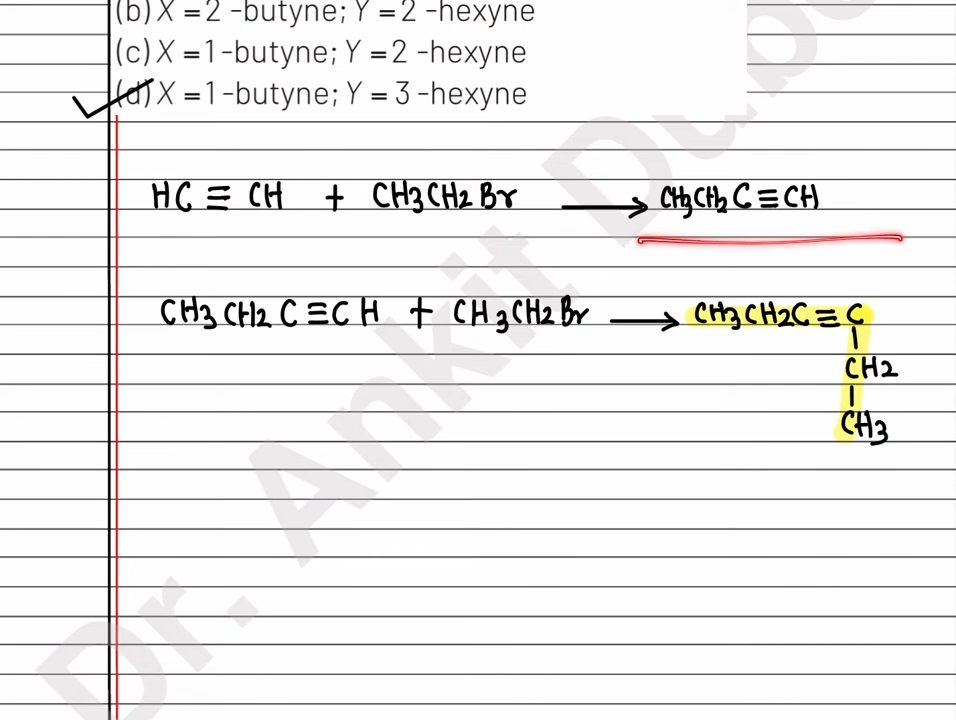 (b) X = 2 -butyne; Y = 2 -hexyne
(c) X = 1 -butyne; Y = 2 -hexyne
(d) X = 1 -butyne; Y = 3 -hexyne
HC ≡ CH + CH3CH2Br ⟶ CH3CH2C≡CH
CH3CH2C≡CH + CH3CH2Br ⟶ CH3CH2C≡C
CH2
CH3
Dr. Ankit